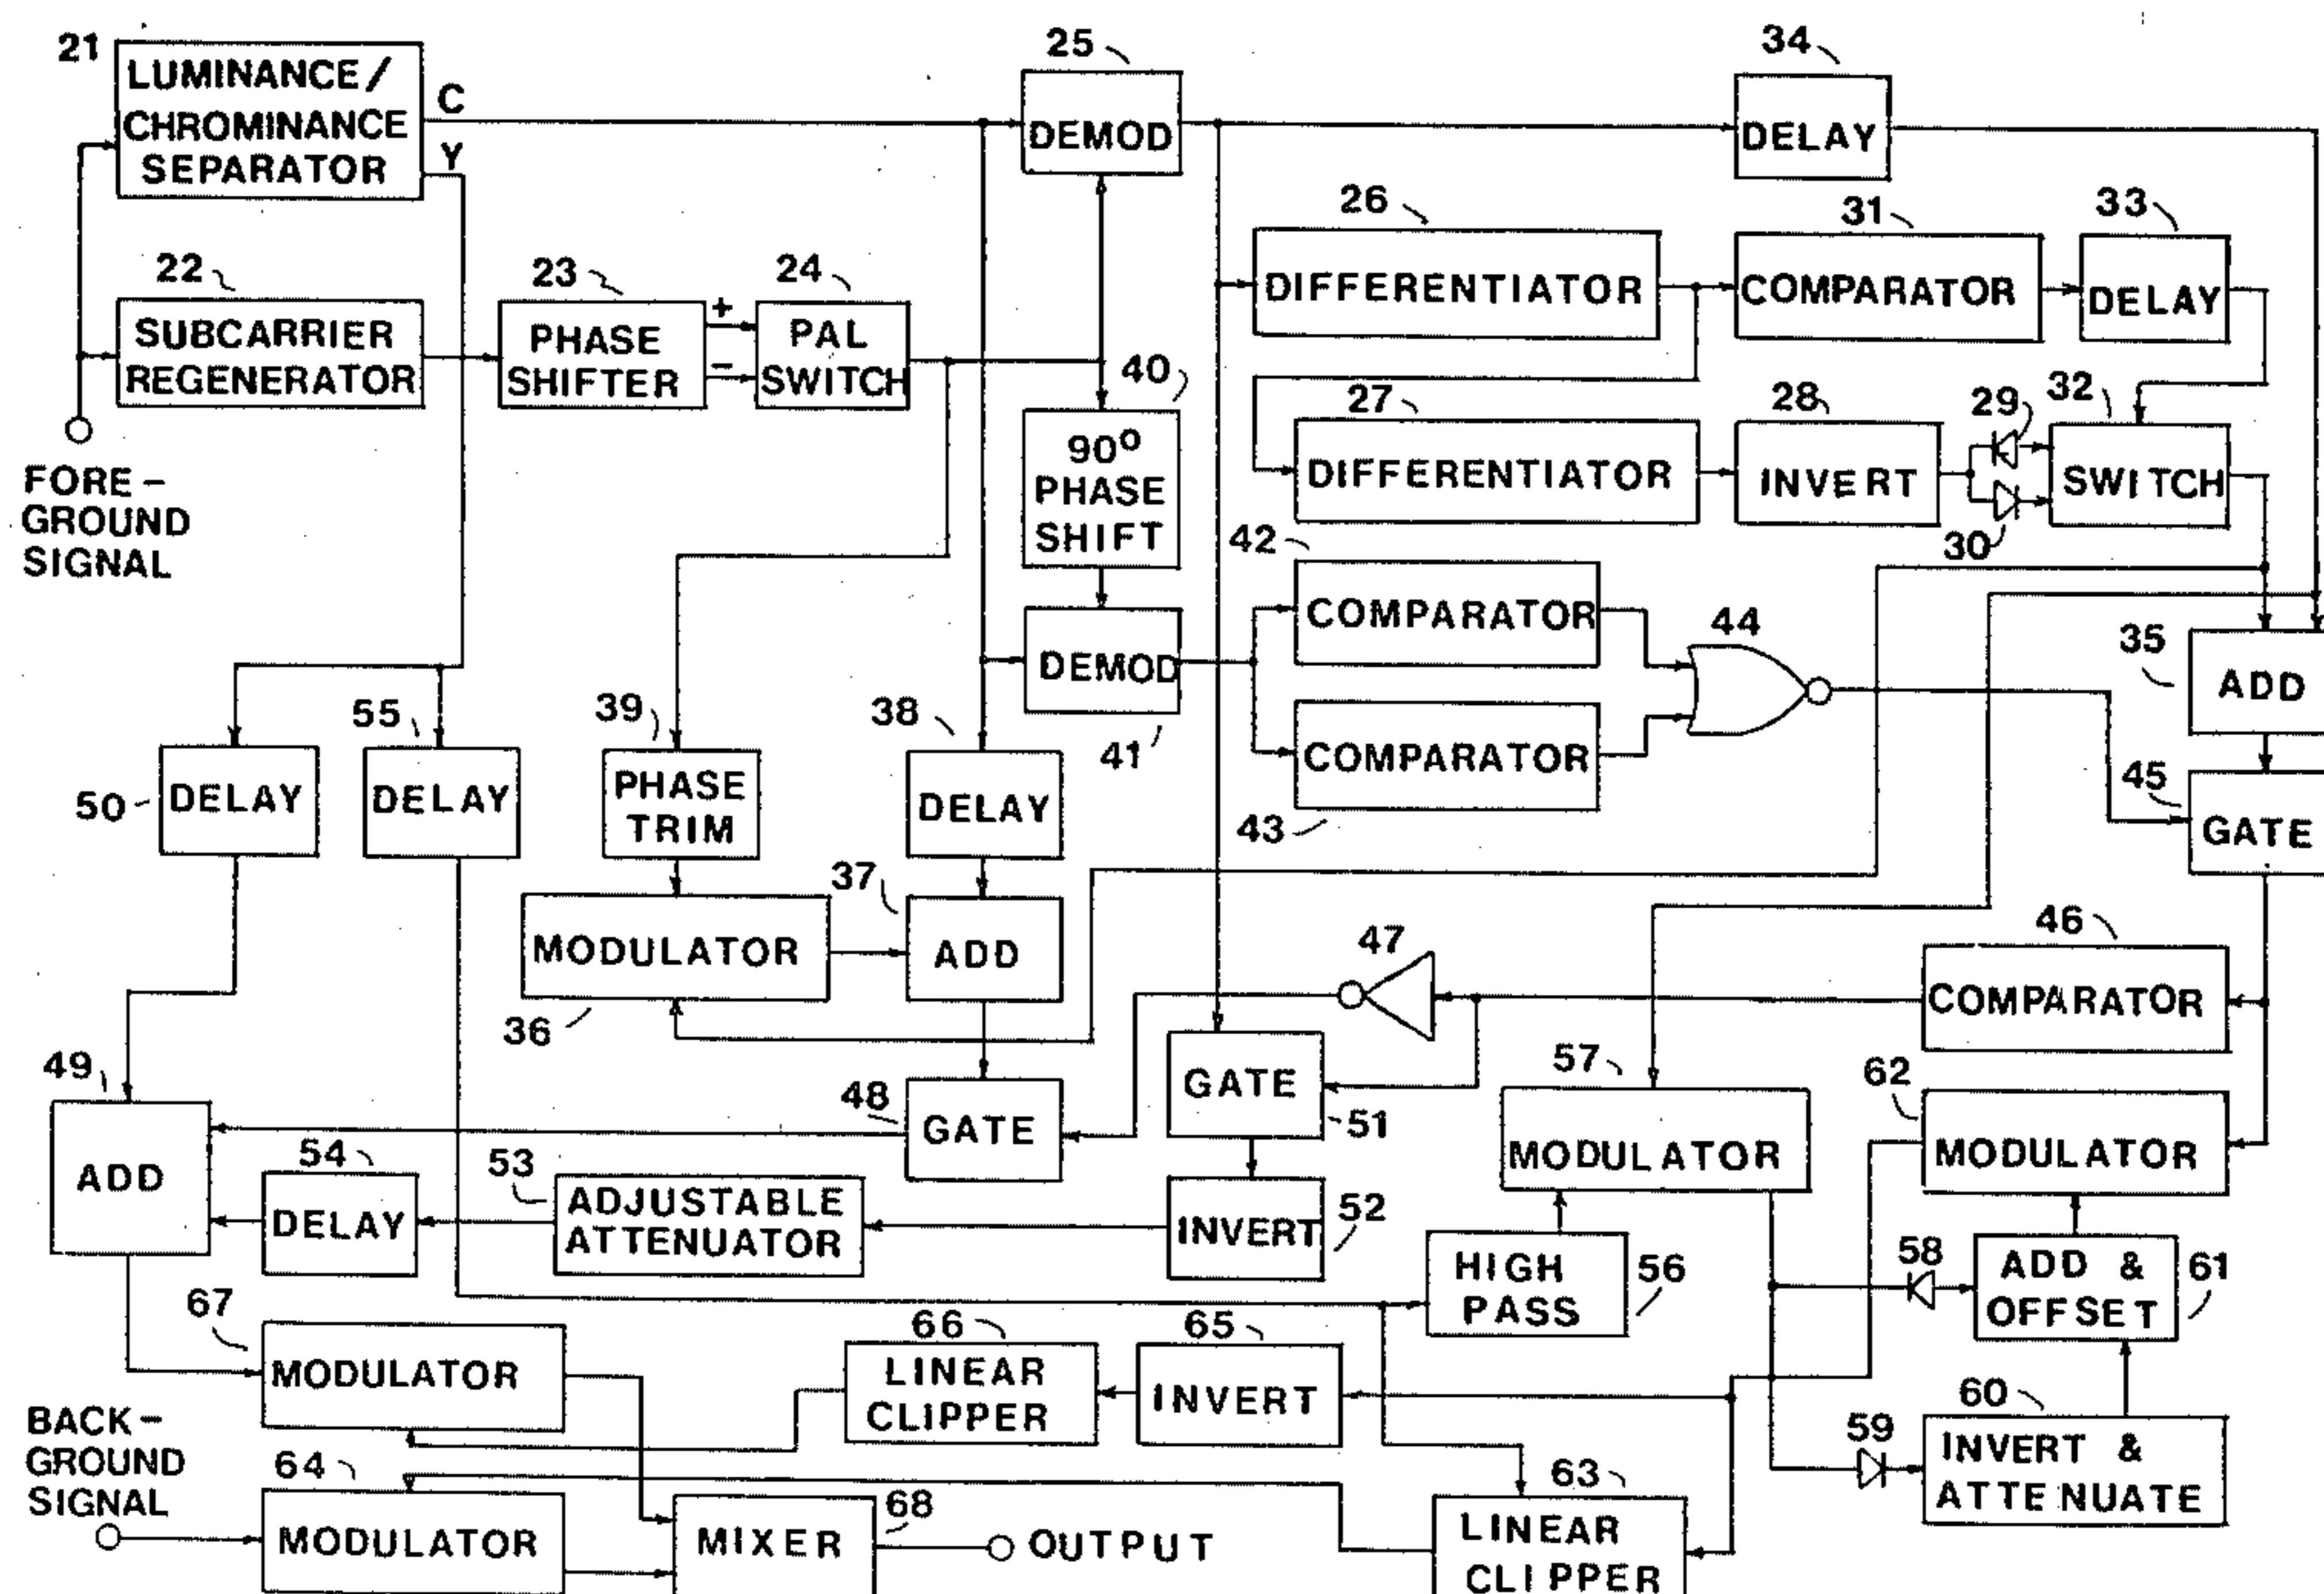 21
LUMINANCE/
CHROMINANCE
SEPARATOR
C
Y
25
DEMOD
34
DELAY
22
SUBCARRIER
REGENERATOR
23
PHASE
SHIFTER
+
-
24
PAL
SWITCH
26
DIFFERENTIATOR
31
COMPARATOR
33
DELAY
FORE-
GROUND
SIGNAL
40
90°
PHASE
SHIFT
27
DIFFERENTIATOR
28
INVERT
29
30
32
SWITCH
42
COMPARATOR
44
35
ADD
41
DEMOD
43
COMPARATOR
45
GATE
50
DELAY
55
DELAY
39
PHASE
TRIM
38
DELAY
36
MODULATOR
37
ADD
47
46
COMPARATOR
49
ADD
48
GATE
51
GATE
57
MODULATOR
62
MODULATOR
54
DELAY
53
ADJUSTABLE
ATTENUATOR
52
INVERT
56
HIGH
PASS
58
61
ADD &
OFFSET
67
MODULATOR
66
LINEAR
CLIPPER
65
INVERT
59
60
INVERT &
ATTENUATE
BACK-
GROUND
SIGNAL
64
MODULATOR
68
MIXER
OUTPUT
63
LINEAR
CLIPPER